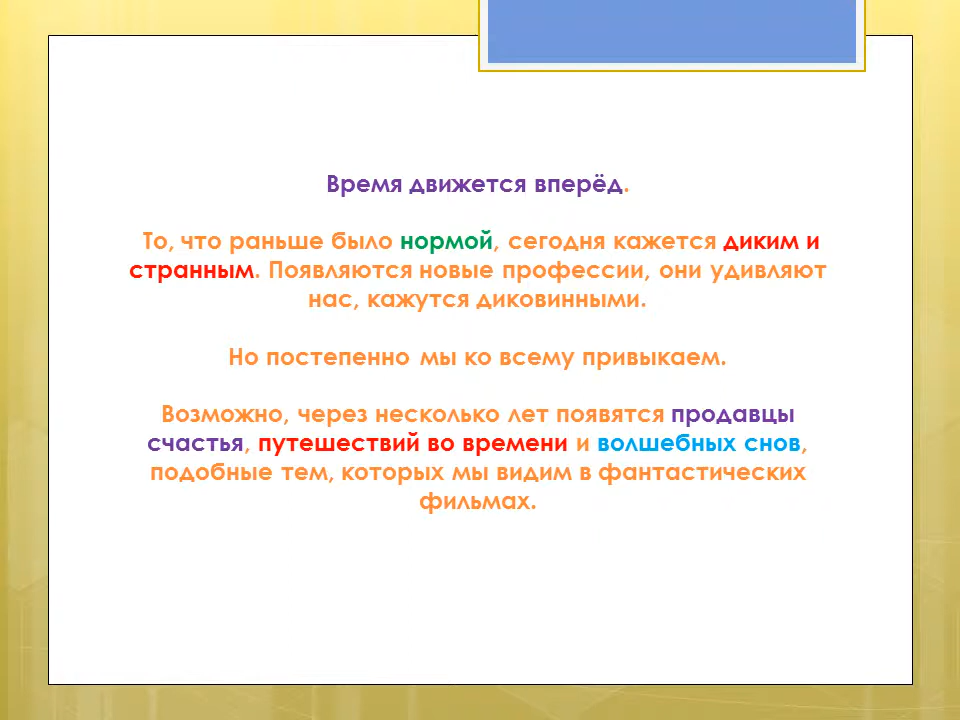 Время движется вперёд.
То, что раньше было нормой, сегодня кажется диким и
странным. Появляются новые профессии, они удивляют
нас, кажутся диковинными.
Но постепенно мы ко всему привыкаем.
Возможно, через несколько лет появятся продавцы
счастья, путешествий во времени и волшебных снов,
подобные тем, которых мы видим в фантастических
фильмах.